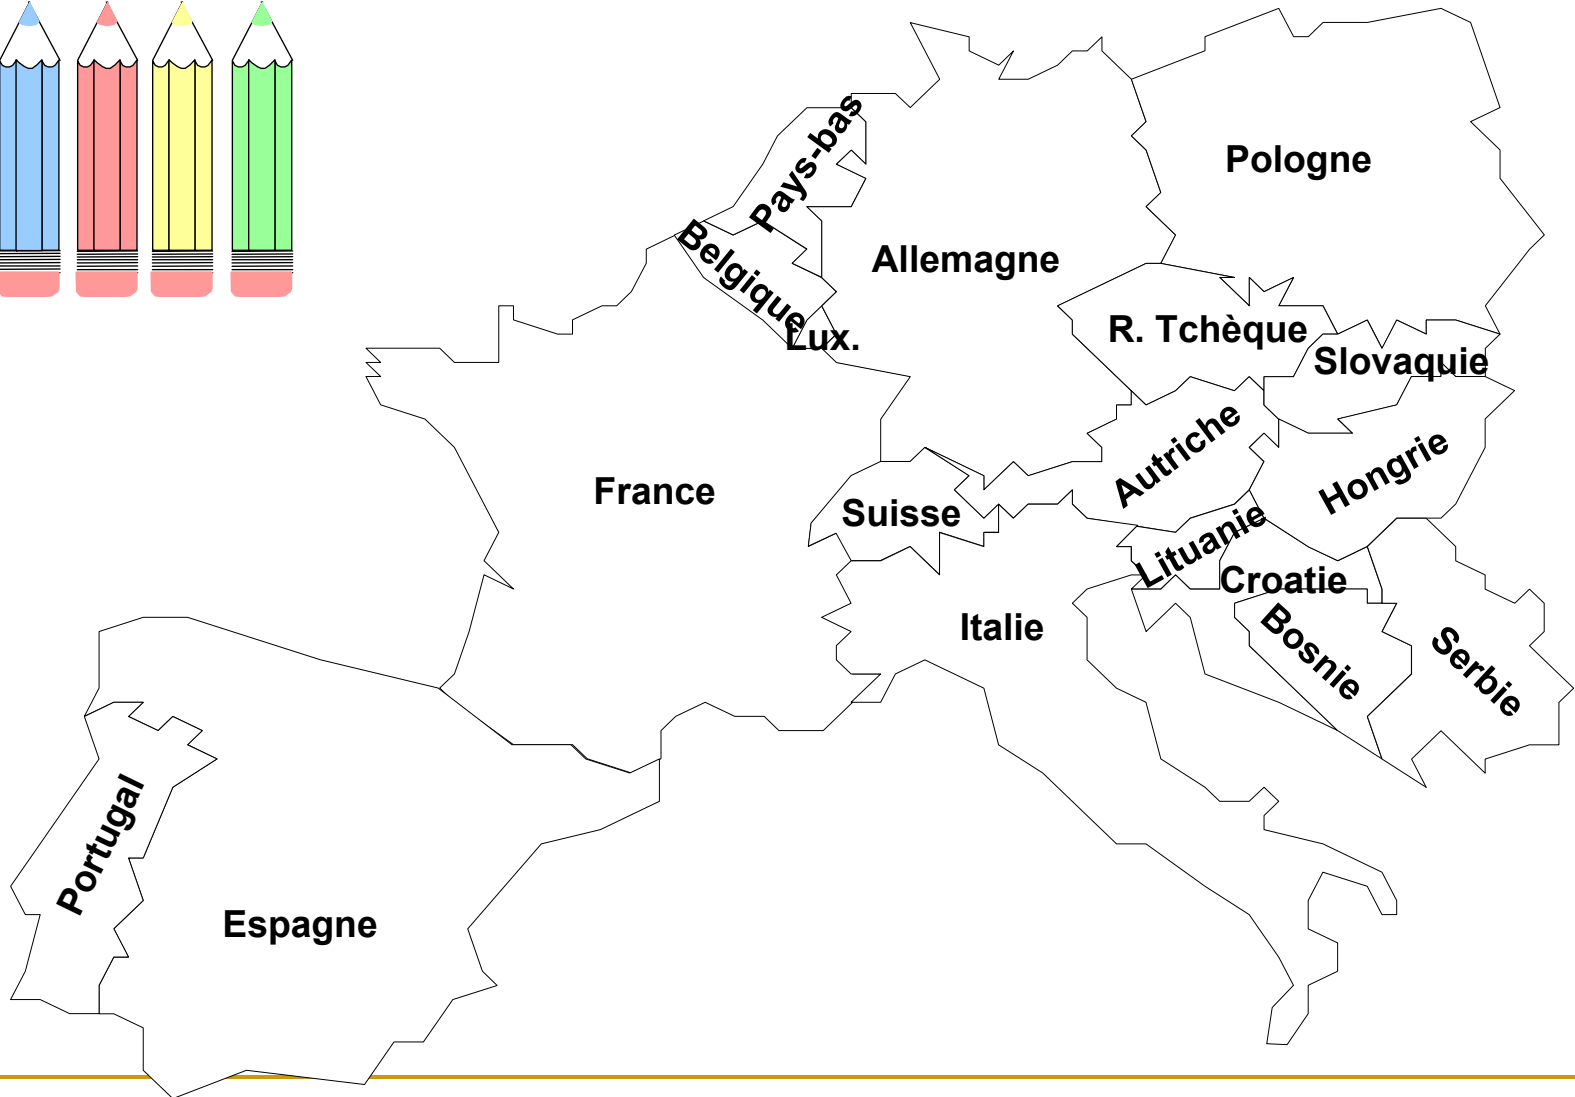 Pays-bas
Pologne
Belgique
Allemagne
R. Tchèque
Lux.
Slovaquie
Autriche
Hongrie
France
Suisse
Lituanie
Croatie
Italie
Bosnie
Serbie
Portugal
Espagne